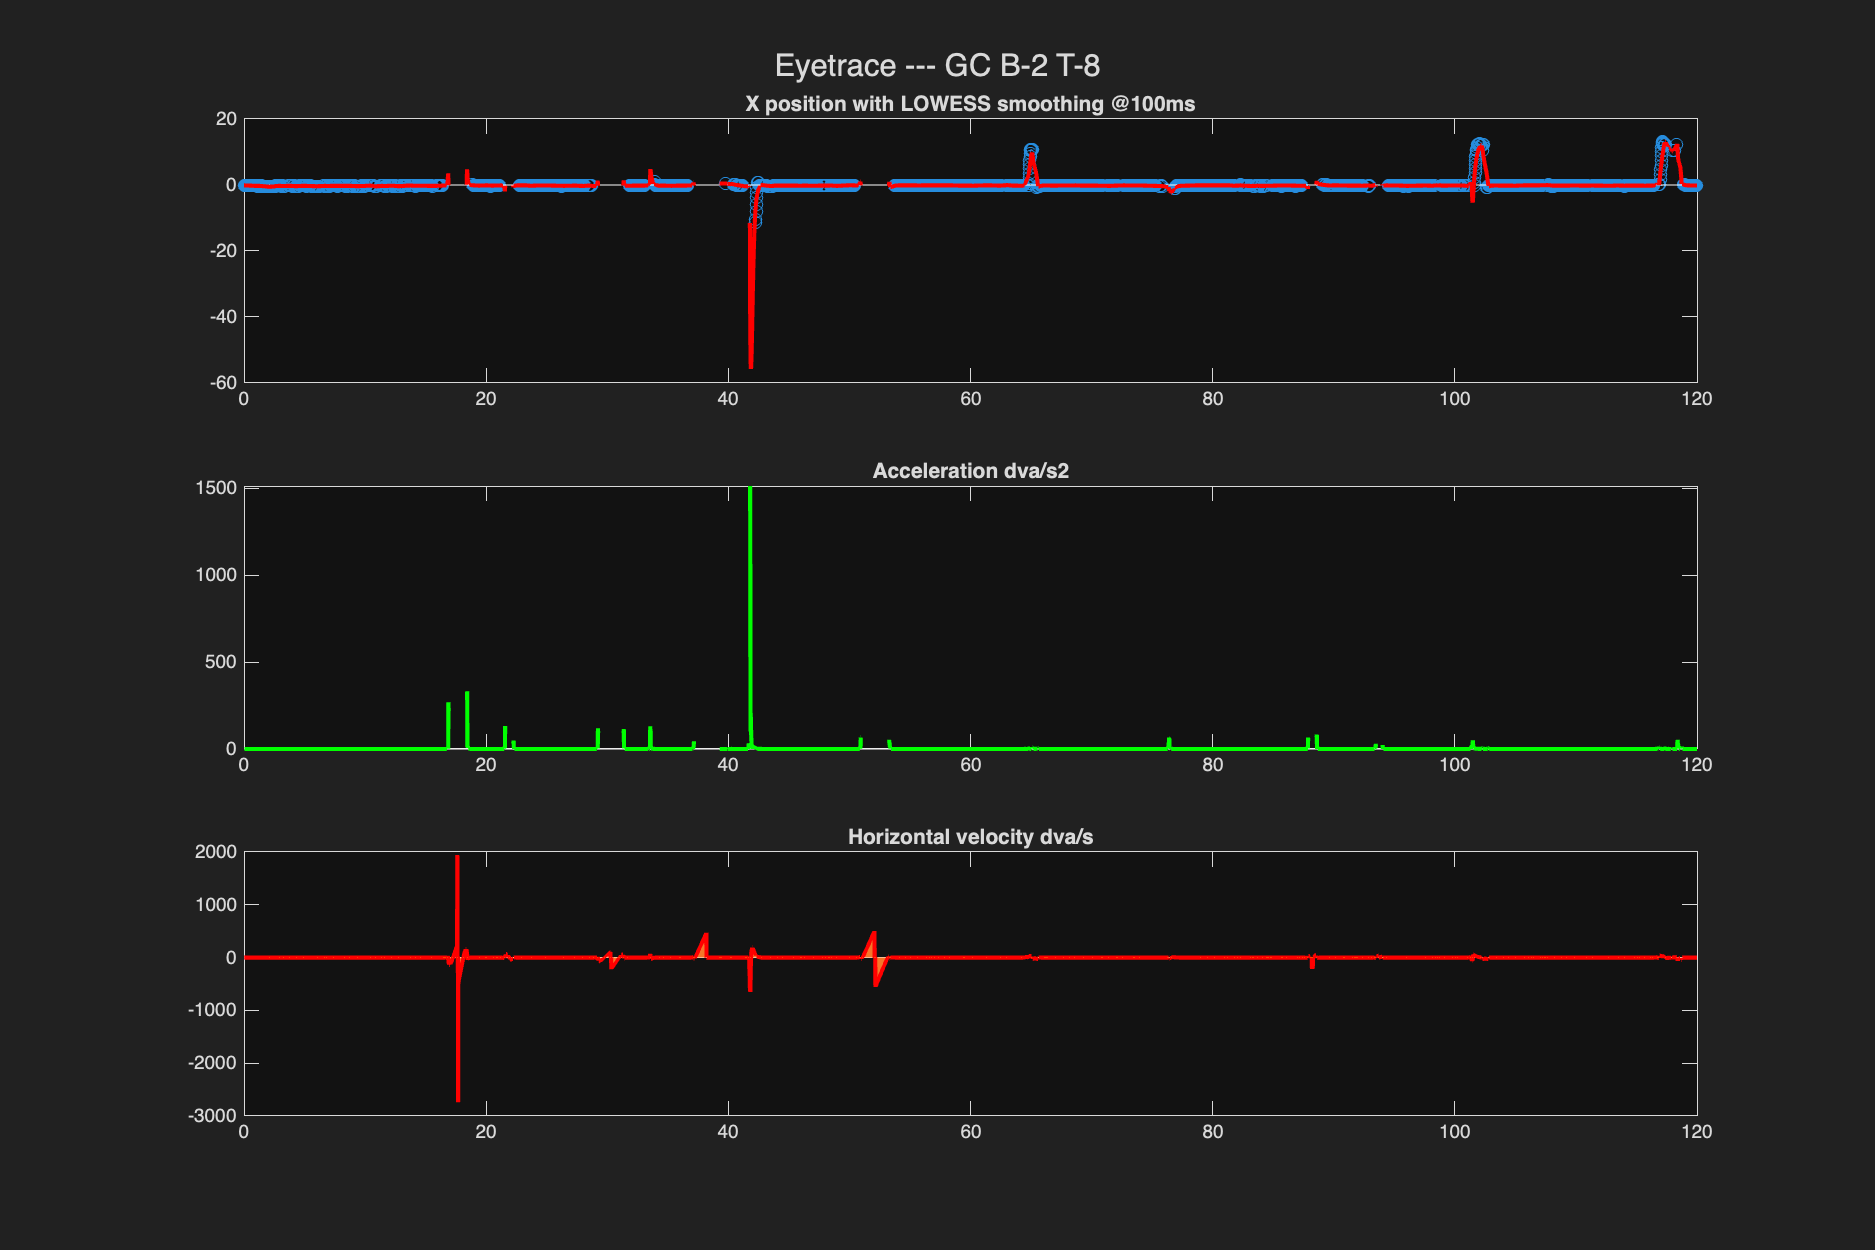 Eyetrace --- GC B-2 T-8
X position with LOWESS smoothing @100ms
20
0
-20
-40
-60
0 20 40 60 80 100 120
Acceleration dva/s2
1500
1000
500
0
0 20 40 60 80 100 120
Horizontal velocity dva/s
2000
1000
0
-1000
-2000
-3000
0 20 40 60 80 100 120